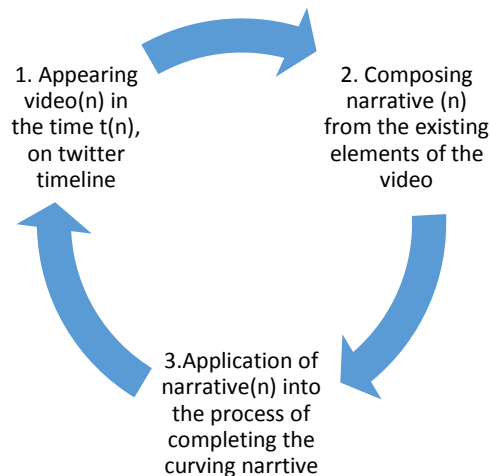 1. Appearing
video(n) in
the time t(n),
on twitter
timeline
2. Composing
narrative (n)
from the existing
elements of the
video
3.Application of
narrative(n) into
the process of
completing the
curving narrtive